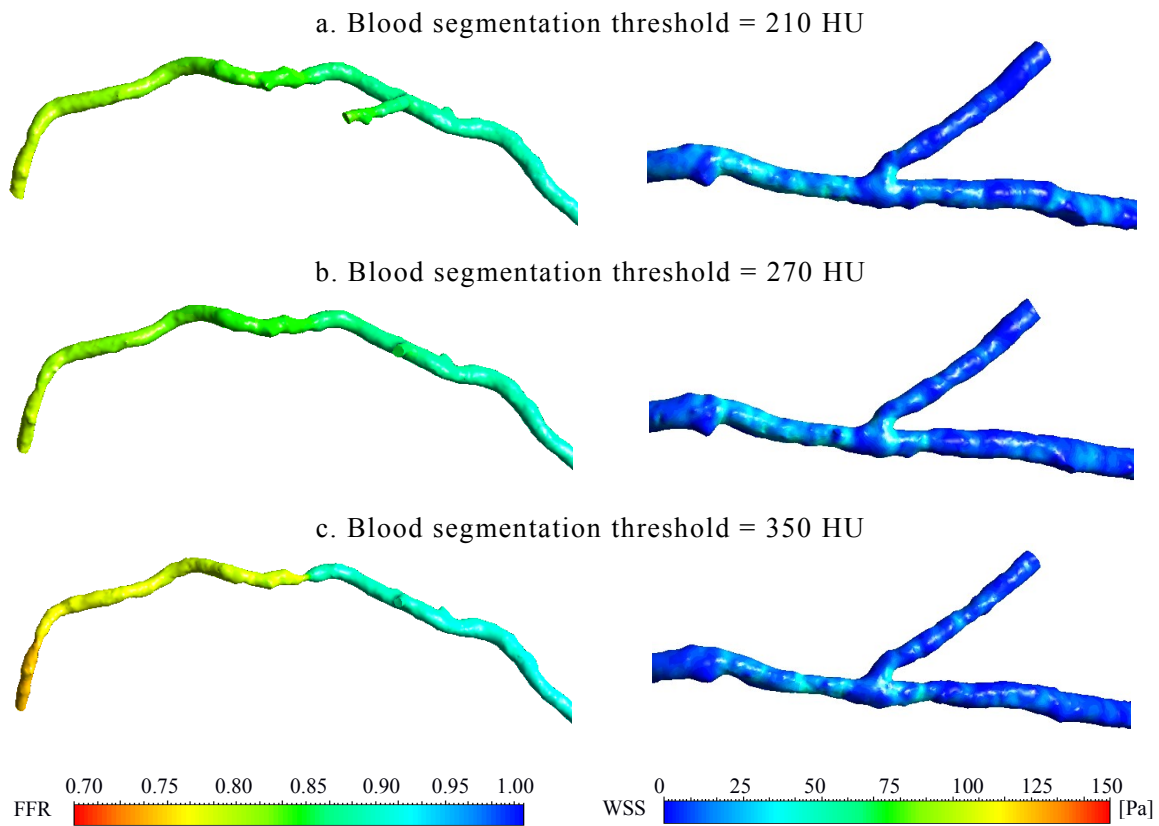 a. Blood segmentation threshold = 210 HU
b. Blood segmentation threshold = 270 HU
c. Blood segmentation threshold = 350 HU
0.70 0.75 0.80 0.85 0.90 0.95 1.00
FFR
0 25 50 75 100 125 150
WSS [Pa]